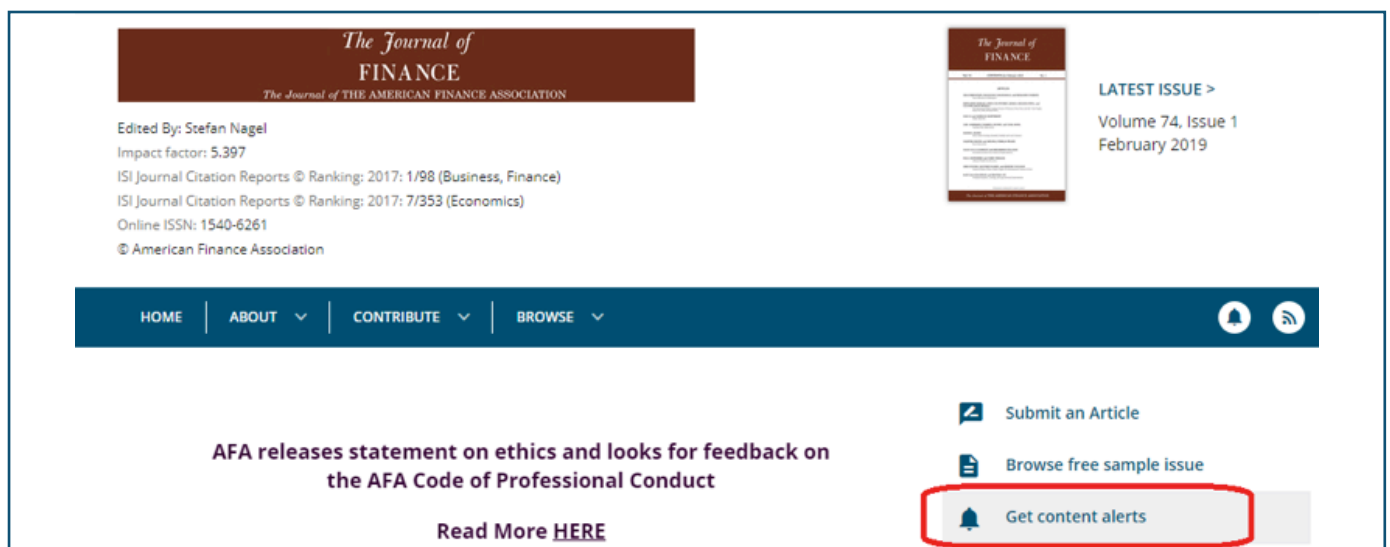 The Journal of
FINANCE
The Journal of THE AMERICAN FINANCE ASSOCIATION
Edited By: Stefan Nagel
Impact factor: 5.397
ISI Journal Citation Reports © Ranking: 2017: 1/98 (Business, Finance)
ISI Journal Citation Reports © Ranking: 2017: 7/353 (Economics)
Online ISSN: 1540-6261
© American Finance Association
The Journal of
FINANCE
LATEST ISSUE >
Volume 74, Issue 1
February 2019
HOME
ABOUT
CONTRIBUTE
BROWSE
AFA releases statement on ethics and looks for feedback on
the AFA Code of Professional Conduct
Read More HERE
Submit an Article
Browse free sample issue
Get content alerts